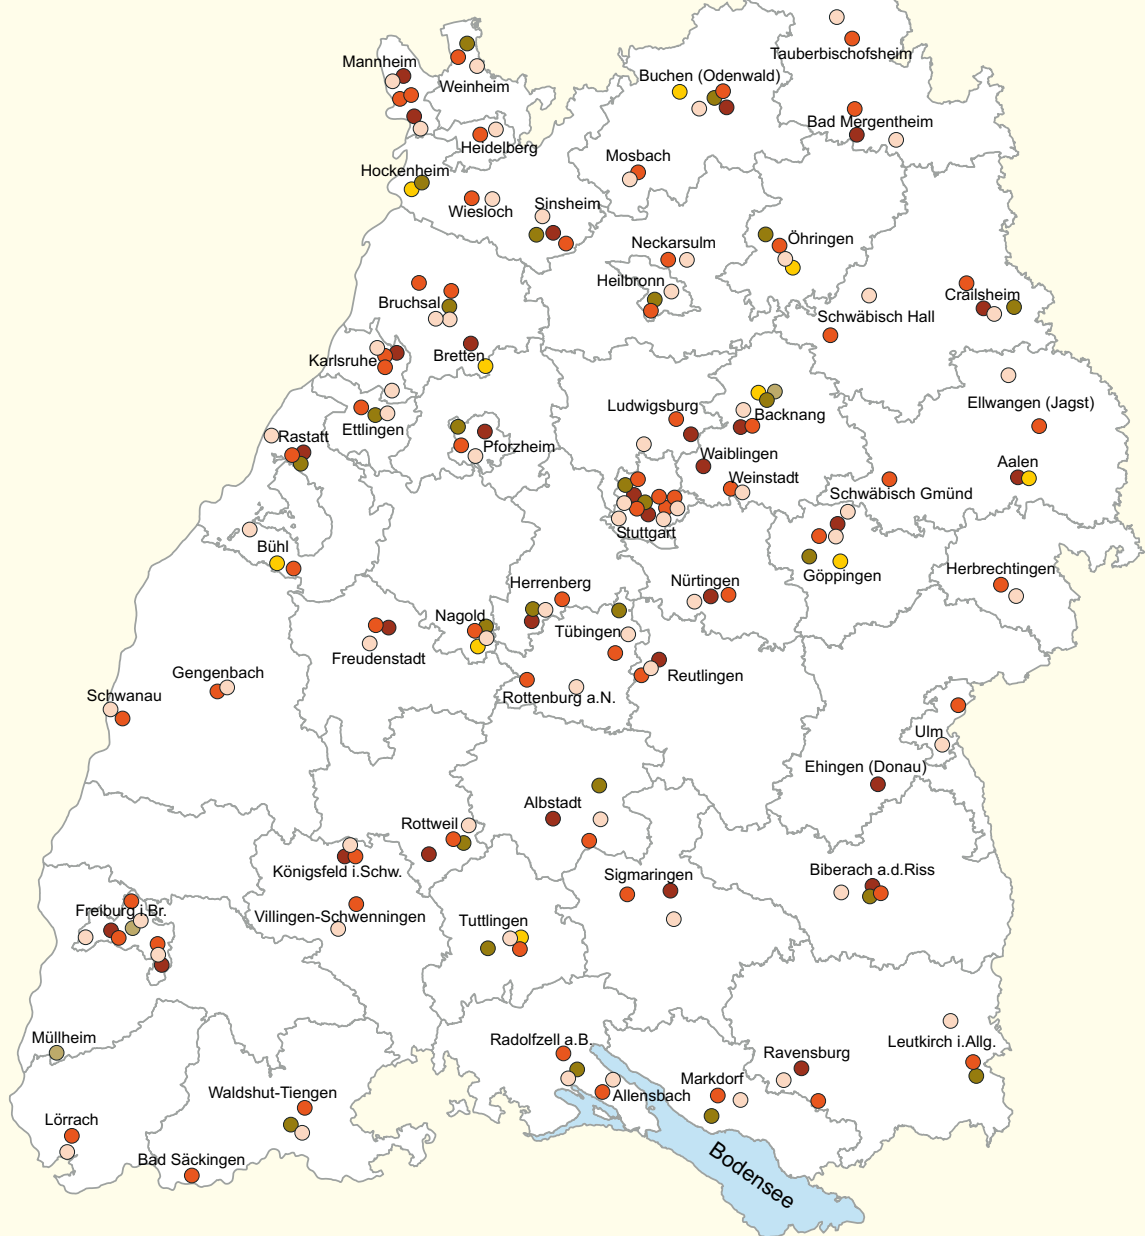 Tauberbischofsheim
Mannheim
Buchen (Odenwald)
Weinheim
Bad Mergentheim
Heidelberg
Mosbach
Hockenheim
Sinsheim
Wiesloch
Öhringen
Neckarsulm
Heilbronn
Crailsheim
Bruchsal
Schwäbisch Hall
Bretten
Karlsruhe
Ellwangen (Jagst)
Ludwigsburg
Backnang
Ettlingen
Rastatt
Pforzheim
Waiblingen
Aalen
Weinstadt
Schwäbisch Gmünd
Stuttgart
Bühl
Herbrechtingen
Göppingen
Nürtingen
Herrenberg
Nagold
Tübingen
Freudenstadt
Gengenbach
Reutlingen
Schwanau
Rottenburg a.N.
Ulm
Ehingen (Donau)
Albstadt
Rottweil
Königsfeld i.Schw.
Biberach a.d.Riss
Sigmaringen
Freiburg i.Br.
Villingen-Schwenningen
Tuttlingen
Müllheim
Radolfzell a.B.
Leutkirch i.Allg.
Ravensburg
Markdorf
Waldshut-Tiengen
Allensbach
Lörrach
Bad Säckingen
Bodensee